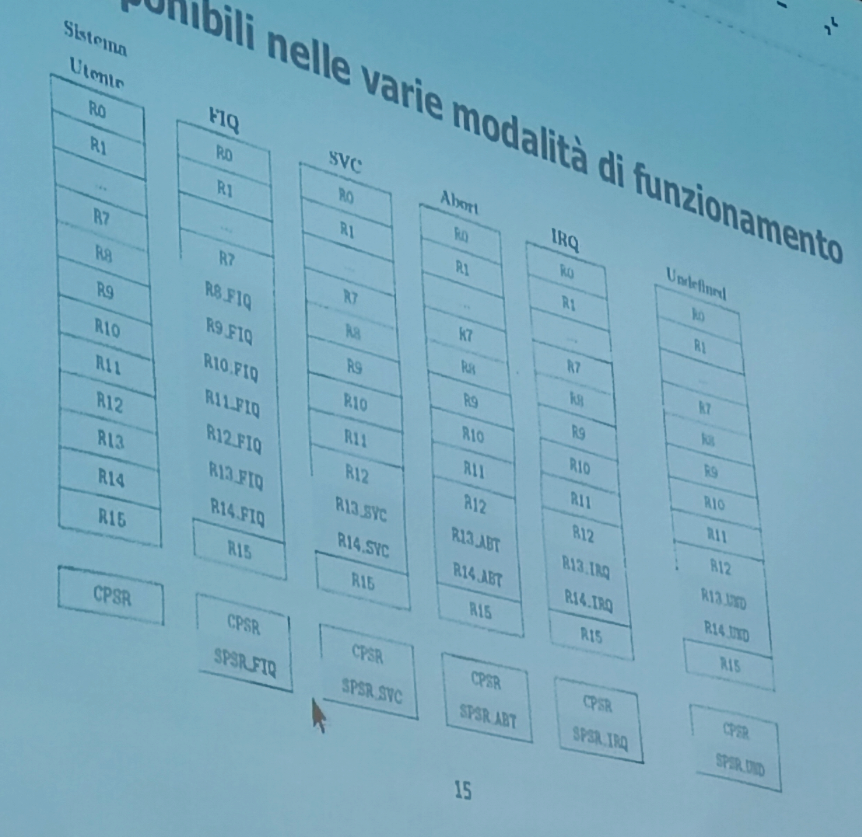 ponibili nelle varie modalità di funzionamento
Sistema
Utente
R0
R1
...
R7
R8
R9
R10
R11
R12
R13
R14
R15
CPSR
FIQ
R0
R1
...
R7
R8_FIQ
R9_FIQ
R10_FIQ
R11_FIQ
R12_FIQ
R13_FIQ
R14_FIQ
R15
CPSR
SPSR_FIQ
SVC
R0
R1
...
R7
R8
R9
R10
R11
R12
R13_SVC
R14_SVC
R15
CPSR
SPSR_SVC
Abort
R0
R1
...
R7
R8
R9
R10
R11
R12
R13_ABT
R14_ABT
R15
CPSR
SPSR_ABT
IRQ
R0
R1
...
R7
R8
R9
R10
R11
R12
R13_IRQ
R14_IRQ
R15
CPSR
SPSR_IRQ
Undefined
R0
R1
...
R7
R8
R9
R10
R11
R12
R13_UND
R14_UND
R15
CPSR
SPSR_UND
15